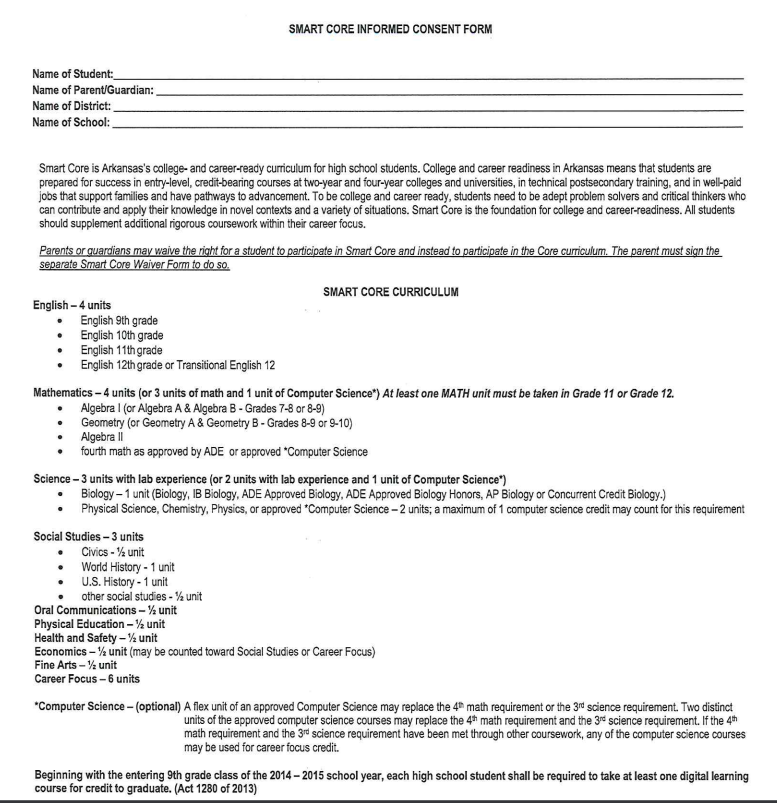 SMART CORE INFORMED CONSENT FORM
Name of Student:
Name of Parent/Guardian:
Name of District:
Name of School:
Smart Core is Arkansas's college- and career-ready curriculum for high school students. College and career readiness in Arkansas means that students are
prepared for success in entry-level, credit-bearing courses at two-year and four-year colleges and universities, in technical postsecondary training, and in well-paid
jobs that support families and have pathways to advancement. To be college and career ready, students need to be adept problem solvers and critical thinkers who
can contribute and apply their knowledge in novel contexts and a variety of situations. Smart Core is the foundation for college and career-readiness. All students
should supplement additional rigorous coursework within their career focus.
Parents or guardians may waive the right for a student to participate in Smart Core and instead to participate in the Core curriculum. The parent must sign the
separate Smart Core Waiver Form to do so.
SMART CORE CURRICULUM
English – 4 units
• English 9th grade
• English 10th grade
• English 11th grade
• English 12th grade or Transitional English 12
Mathematics – 4 units (or 3 units of math and 1 unit of Computer Science*) At least one MATH unit must be taken in Grade 11 or Grade 12.
• Algebra I (or Algebra A & Algebra B - Grades 7-8 or 8-9)
• Geometry (or Geometry A & Geometry B - Grades 8-9 or 9-10)
• Algebra II
• fourth math as approved by ADE or approved *Computer Science
Science – 3 units with lab experience (or 2 units with lab experience and 1 unit of Computer Science*)
• Biology – 1 unit (Biology, IB Biology, ADE Approved Biology, ADE Approved Biology Honors, AP Biology or Concurrent Credit Biology.)
• Physical Science, Chemistry, Physics, or approved *Computer Science – 2 units; a maximum of 1 computer science credit may count for this requirement
Social Studies – 3 units
• Civics - ½ unit
• World History - 1 unit
• U.S. History - 1 unit
• other social studies - ½ unit
Oral Communications – ½ unit
Physical Education – ½ unit
Health and Safety – ½ unit
Economics – ½ unit (may be counted toward Social Studies or Career Focus)
Fine Arts – ½ unit
Career Focus – 6 units
*Computer Science – (optional) A flex unit of an approved Computer Science may replace the 4th math requirement or the 3rd science requirement. Two distinct
units of the approved computer science courses may replace the 4th math requirement and the 3rd science requirement. If the 4th
math requirement and the 3rd science requirement have been met through other coursework, any of the computer science courses
may be used for career focus credit.
Beginning with the entering 9th grade class of the 2014 – 2015 school year, each high school student shall be required to take at least one digital learning
course for credit to graduate. (Act 1280 of 2013)